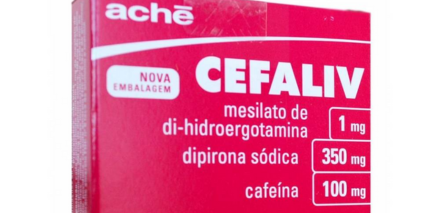 achē
NOVA
EMBALAGEM
CEFALIV
mesilato de
di-hidroergotamina 1 mg
dipirona sódica 350 mg
cafeína 100 mg